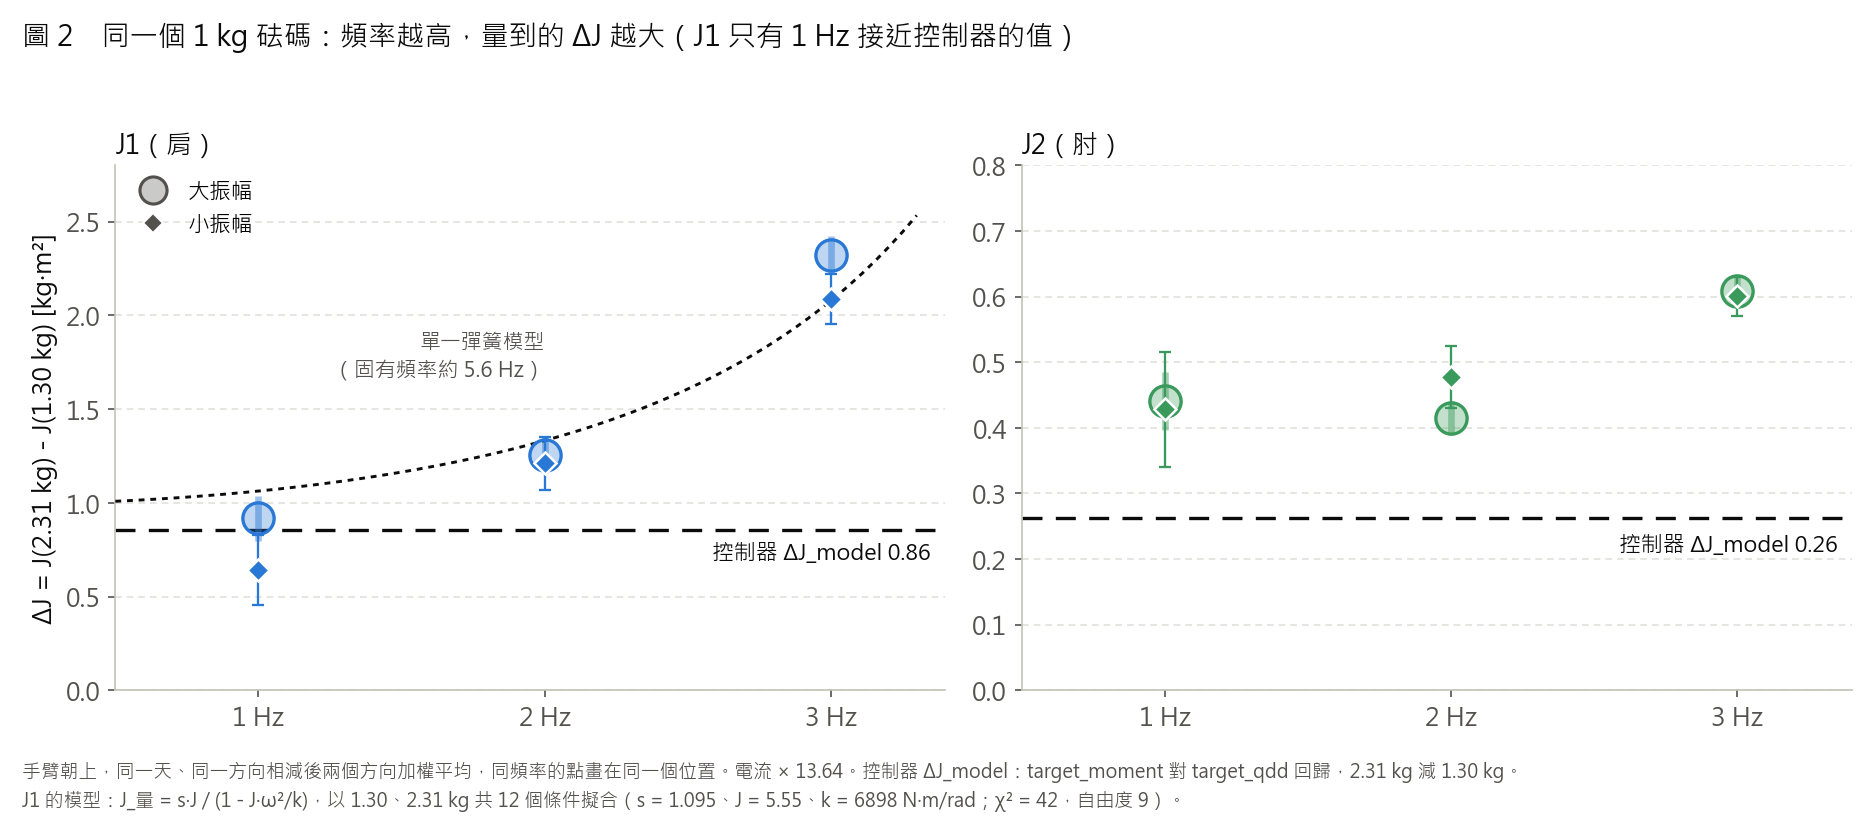 圖 2　同一個 1 kg 砝碼：頻率越高，量到的 ΔJ 越大（J1 只有 1 Hz 接近控制器的值）
J1（肩）
大振幅
小振幅
ΔJ = J(2.31 kg) - J(1.30 kg) [kg·m²]
2.5
2.0
1.5
1.0
0.5
0.0
單一彈簧模型
（固有頻率約 5.6 Hz）
控制器 ΔJ_model 0.86
1 Hz
2 Hz
3 Hz
J2（肘）
0.8
0.7
0.6
0.5
0.4
0.3
0.2
0.1
0.0
控制器 ΔJ_model 0.26
1 Hz
2 Hz
3 Hz
手臂朝上，同一天、同一方向相減後兩個方向加權平均，同頻率的點畫在同一個位置。電流 × 13.64。控制器 ΔJ_model：target_moment 對 target_qdd 回歸，2.31 kg 減 1.30 kg。
J1 的模型：J_量 = s·J / (1 - J·ω²/k)，以 1.30、2.31 kg 共 12 個條件擬合（s = 1.095、J = 5.55、k = 6898 N·m/rad；χ² = 42，自由度 9）。